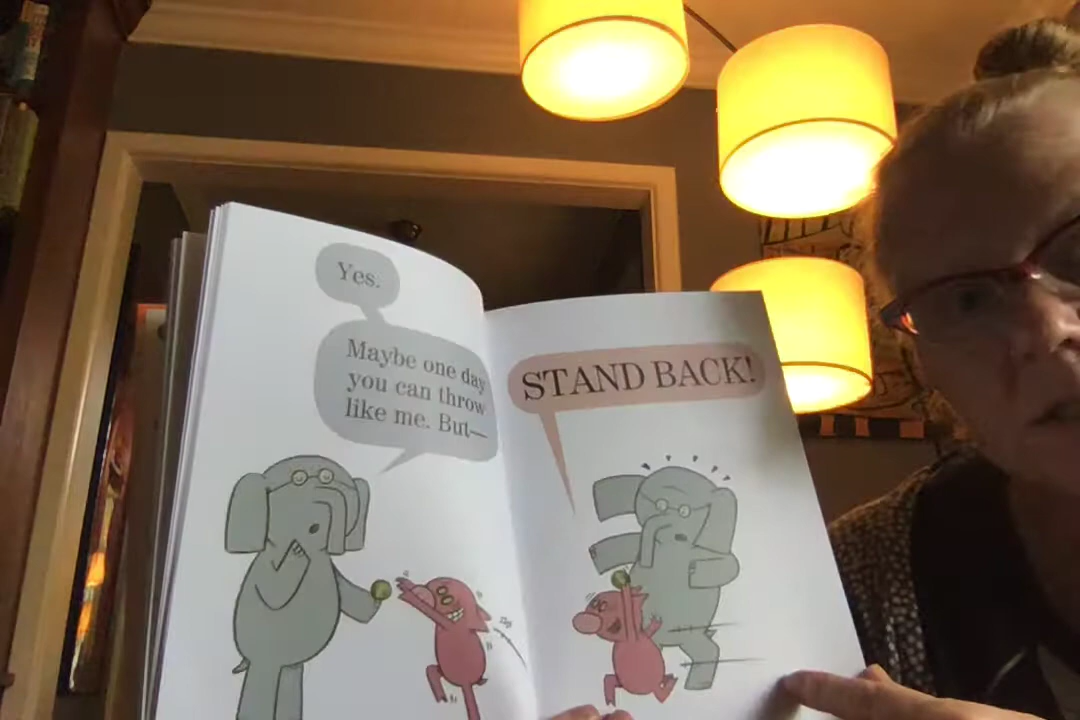 Yes.
Maybe one day
you can throw
like me. But—
STAND BACK!